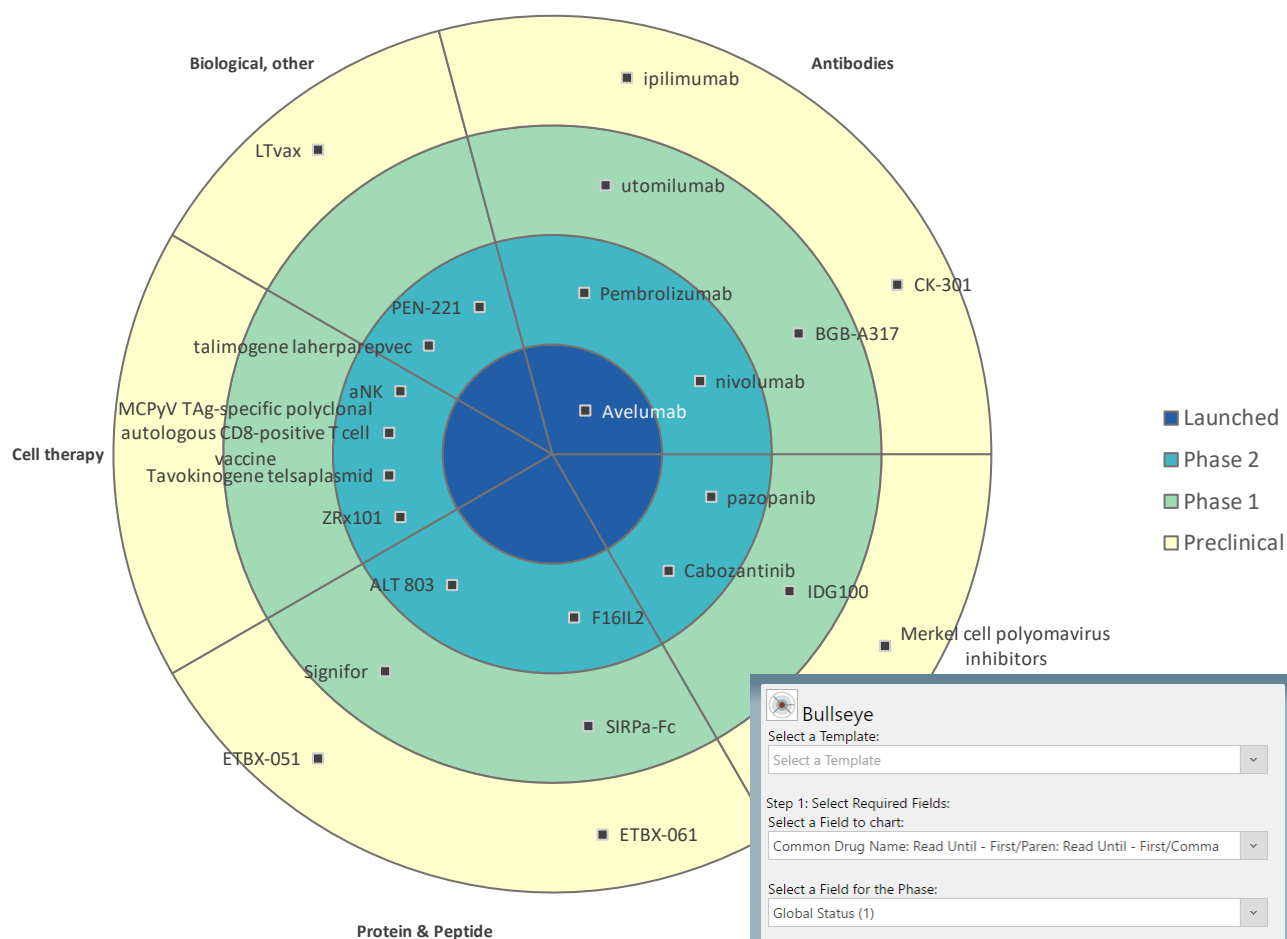 Biological, other
Antibodies
ipilimumab
LTvax
utomilumab
CK-301
PEN-221
Pembrolizumab
BGB-A317
talimogene laherparepvec
nivolumab
aNK
MCPyV TAg-specific polyclonal
autologous CD8-positive T cell
vaccine
Avelumab
Cell therapy
Tavokinogene telsaplasmid
pazopanib
ZRx101
Cabozantinib
ALT 803
IDG100
F16IL2
Merkel cell polyomavirus
inhibitors
Signifor
SIRPa-Fc
ETBX-051
ETBX-061
Protein & Peptide
Launched
Phase 2
Phase 1
Preclinical
Bullseye
Select a Template:
Select a Template
Step 1: Select Required Fields:
Select a Field to chart:
Common Drug Name: Read Until - First/Paren: Read Until - First/Comma
Select a Field for the Phase:
Global Status (1)